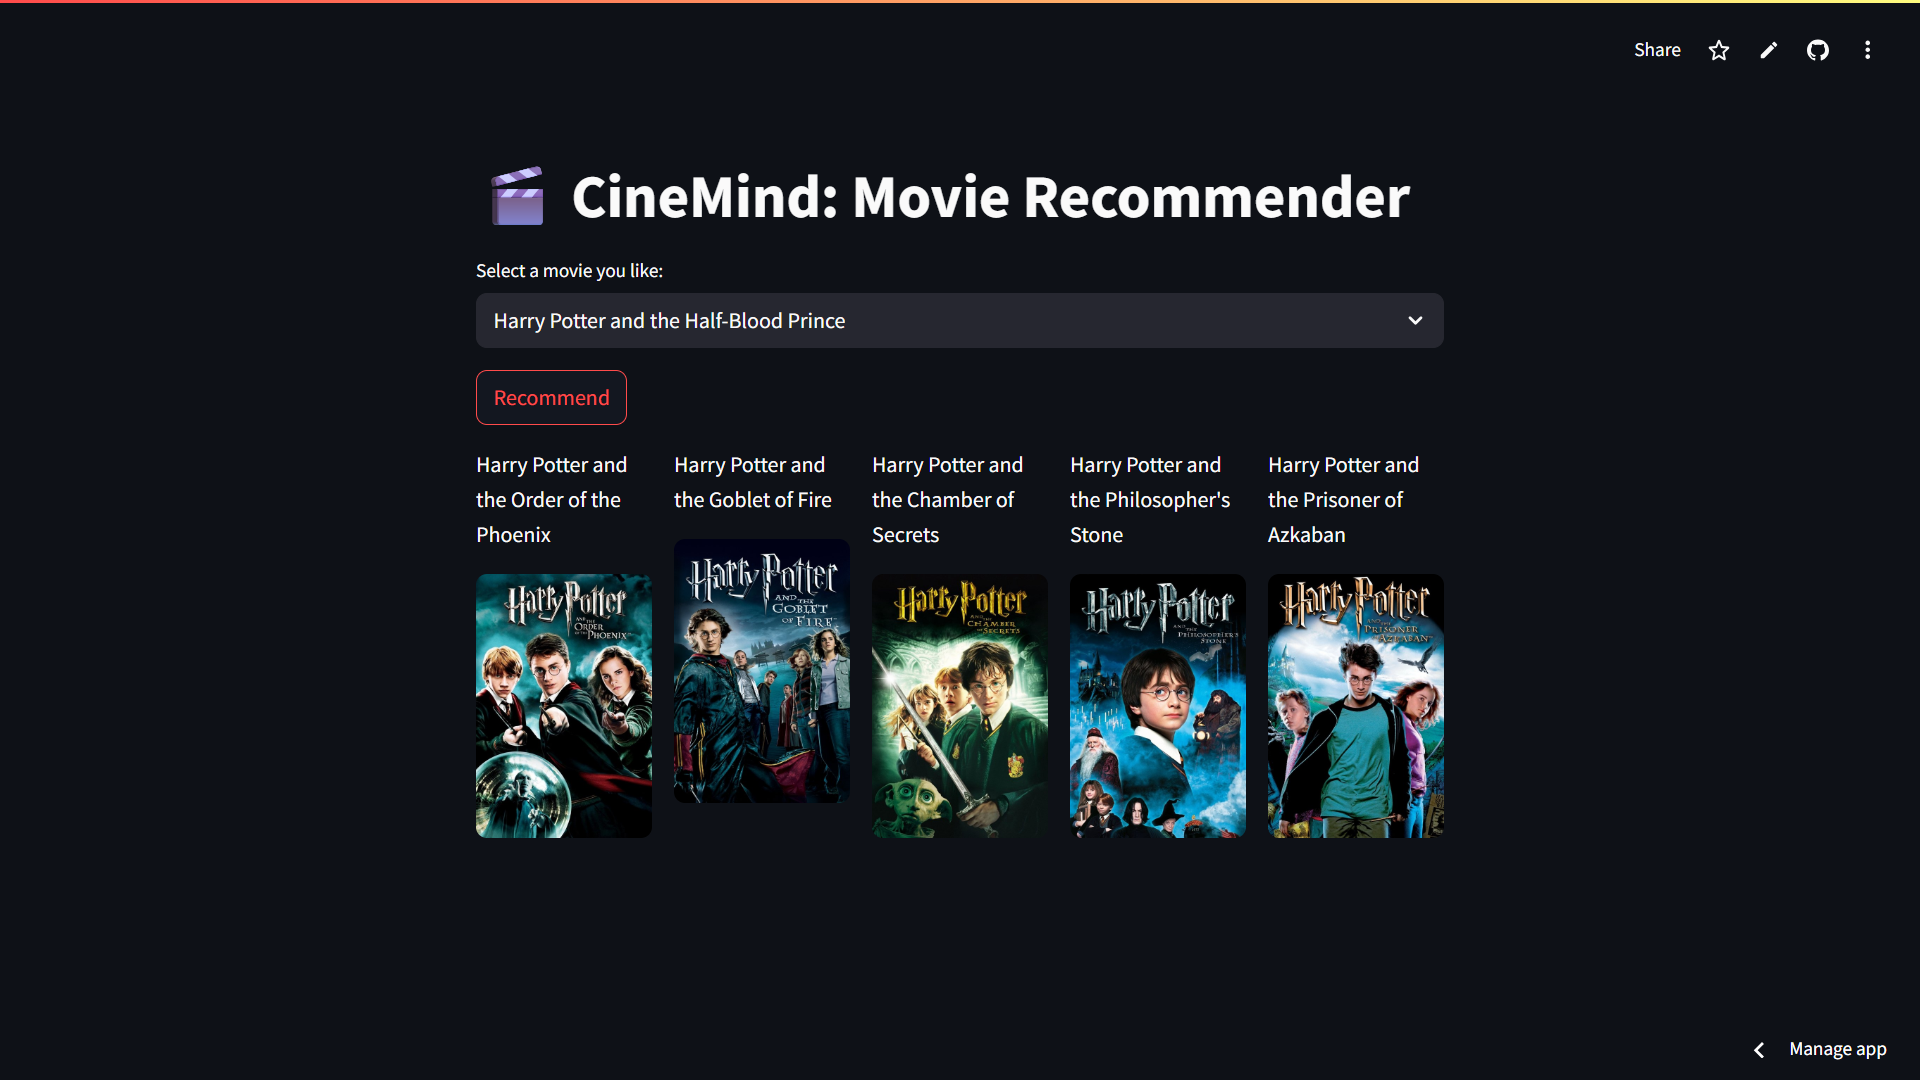 Share
CineMind: Movie Recommender
Select a movie you like:
Harry Potter and the Half-Blood Prince
Recommend
Harry Potter and
the Order of the
Phoenix
Harry Potter and
the Goblet of Fire
Harry Potter and
the Chamber of
Secrets
Harry Potter and
the Philosopher's
Stone
Harry Potter and
the Prisoner of
Azkaban
Harry Potter
AND THE
ORDER
OF THE PHOENIX
Harry Potter
AND THE
GOBLET
OF FIRE
Harry Potter
AND THE
CHAMBER
OF SECRETS
Harry Potter
AND THE
PHILOSOPHER'S
STONE
Harry Potter
AND THE
PRISONER
OF AZKABAN
Manage app